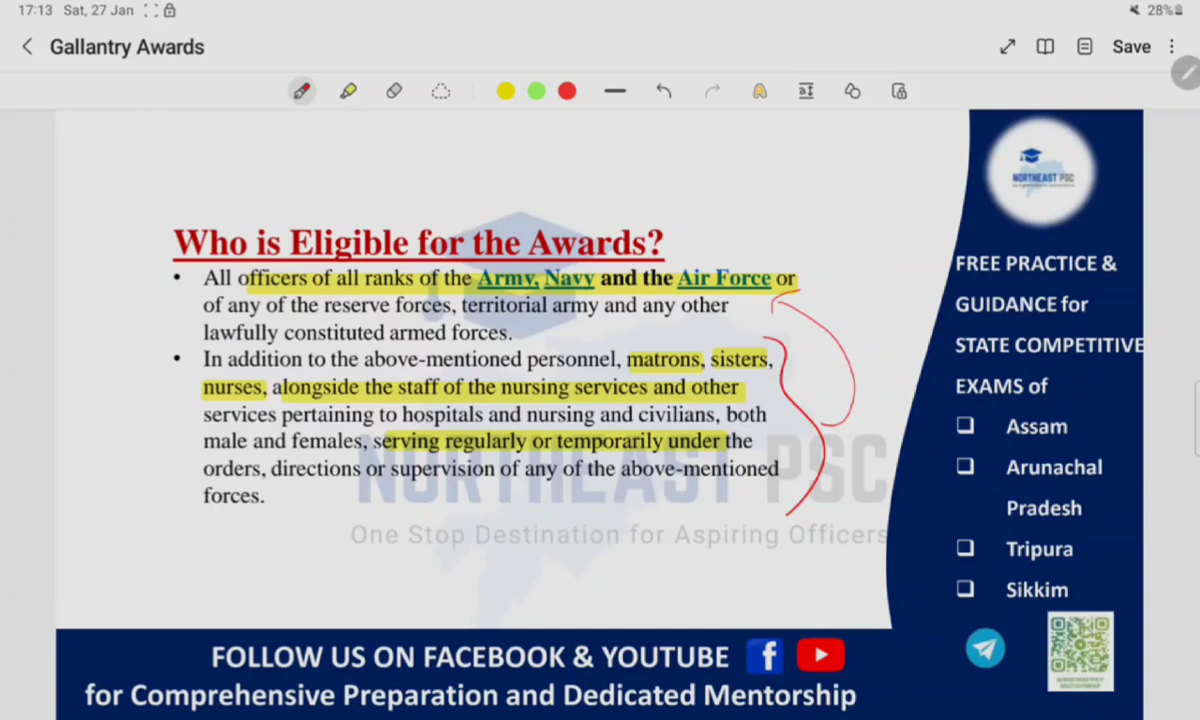 17:13 Sat, 27 Jan
28%
Gallantry Awards
Save
NORTHEAST PSC
Who is Eligible for the Awards?
• All officers of all ranks of the Army, Navy and the Air Force or
of any of the reserve forces, territorial army and any other
lawfully constituted armed forces.
• In addition to the above-mentioned personnel, matrons, sisters,
nurses, alongside the staff of the nursing services and other
services pertaining to hospitals and nursing and civilians, both
male and females, serving regularly or temporarily under the
orders, directions or supervision of any of the above-mentioned
forces.
NORTHEAST PSC
One Stop Destination for Aspiring Officers
FREE PRACTICE &
GUIDANCE for
STATE COMPETITIVE
EXAMS of
Assam
Arunachal
Pradesh
Tripura
Sikkim
FOLLOW US ON FACEBOOK & YOUTUBE
for Comprehensive Preparation and Dedicated Mentorship